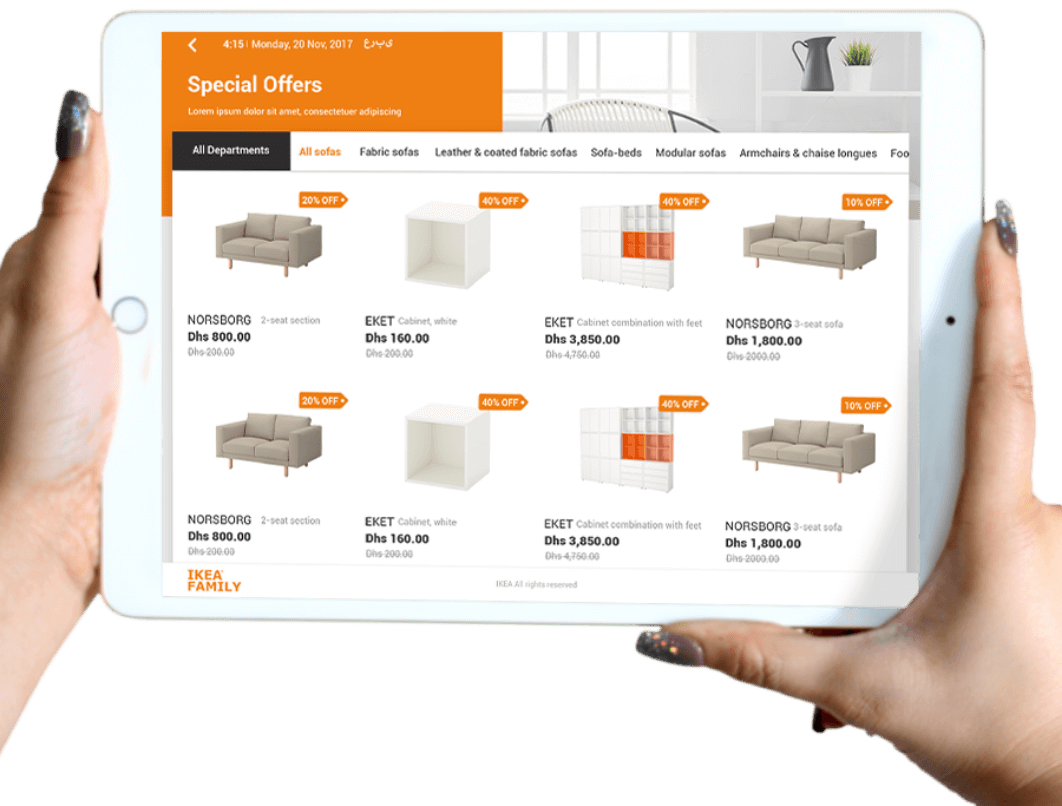 4:15 | Monday, 20 Nov, 2017 ع ر ب ی
Special Offers
Lorem ipsum dolor sit amet, consectetuer adipiscing
All Departments All sofas Fabric sofas Leather & coated fabric sofas Sofa-beds Modular sofas Armchairs & chaise longues Foo
20% OFF 40% OFF 40% OFF 10% OFF
NORSBORG 2-seat section EKET Cabinet, white EKET Cabinet combination with feet NORSBORG 3-seat sofa
Dhs 800.00 Dhs 160.00 Dhs 3,850.00 Dhs 1,800.00
Dhs 200.00 Dhs 200.00 Dhs 4,750.00 Dhs 2000.00
20% OFF 40% OFF 40% OFF 10% OFF
NORSBORG 2-seat section EKET Cabinet, white EKET Cabinet combination with feet NORSBORG 3-seat sofa
Dhs 800.00 Dhs 160.00 Dhs 3,850.00 Dhs 1,800.00
Dhs 200.00 Dhs 200.00 Dhs 4,750.00 Dhs 2000.00
IKEA
FAMILY
IKEA All rights reserved